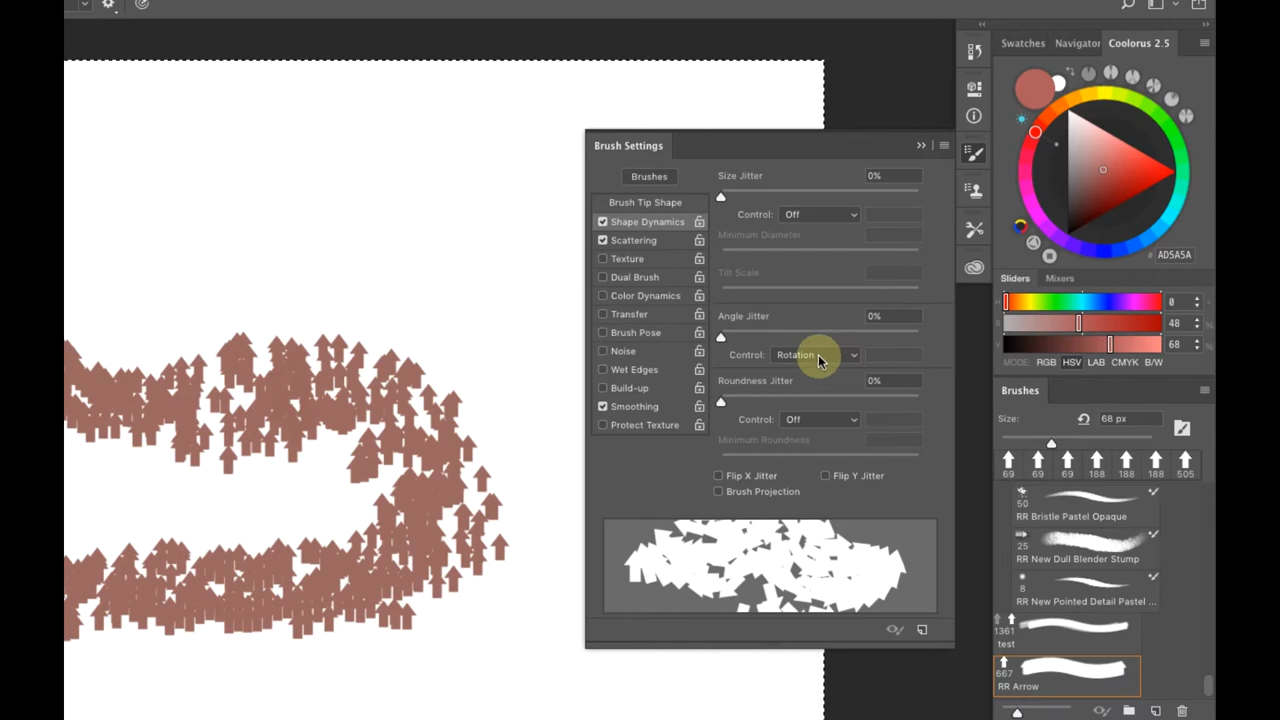 Swatches Navigator Coolorus 2.5
Brush Settings
Brushes
Brush Tip Shape
Shape Dynamics
Scattering
Texture
Dual Brush
Color Dynamics
Transfer
Brush Pose
Noise
Wet Edges
Build-up
Smoothing
Protect Texture
Size Jitter 0%
Control: Off
Minimum Diameter
Tilt Scale
Angle Jitter 0%
Control: Rotation
Roundness Jitter 0%
Control: Off
Minimum Roundness
Flip X Jitter Flip Y Jitter
Brush Projection
# AD5A5A
Sliders Mixers
H 0 °
S 48 %
V 68 %
MODE: RGB HSV LAB CMYK B/W
Brushes
Size: 68 px
69 69 69 188 188 188 505
50
RR Bristle Pastel Opaque
25
RR New Dull Blender Stump
8
RR New Pointed Detail Pastel ...
1361
test
667
RR Arrow